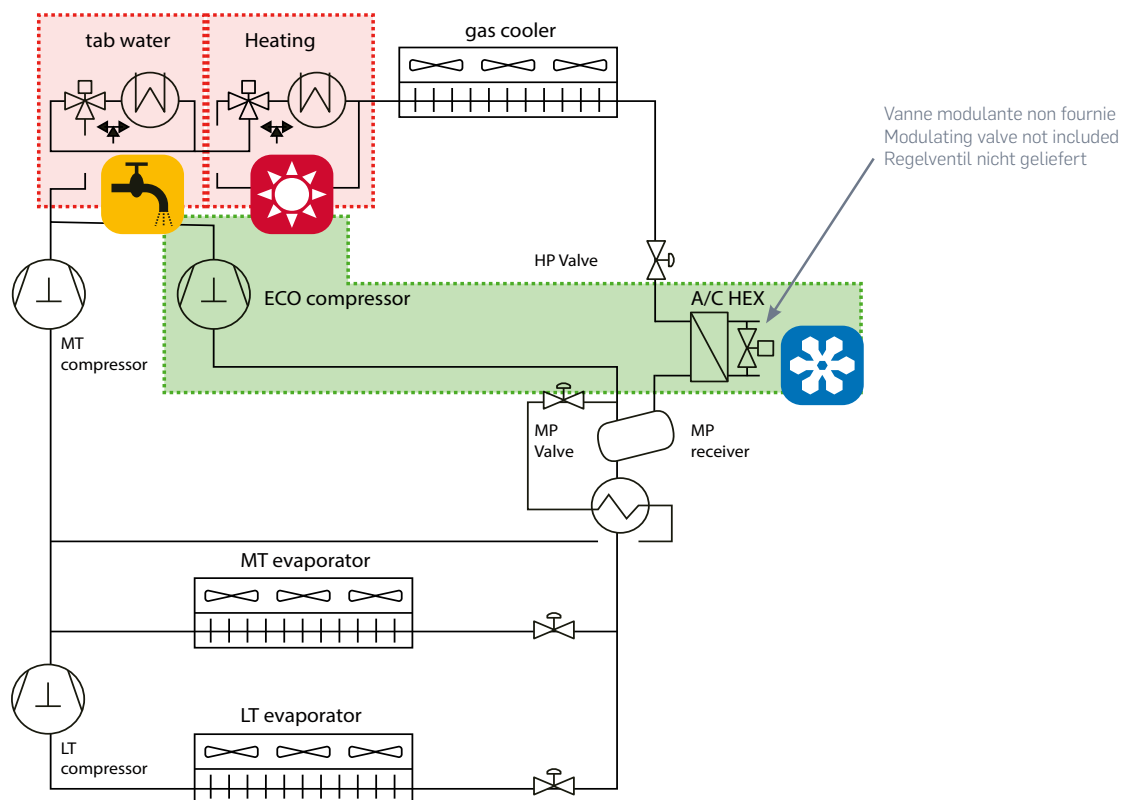 tab water
Heating
gas cooler
Vanne modulante non fournie
Modulating valve not included
Regelventil nicht geliefert
HP Valve
ECO compressor
A/C HEX
MT
compressor
MP
Valve
MP
receiver
MT evaporator
LT evaporator
LT
compressor